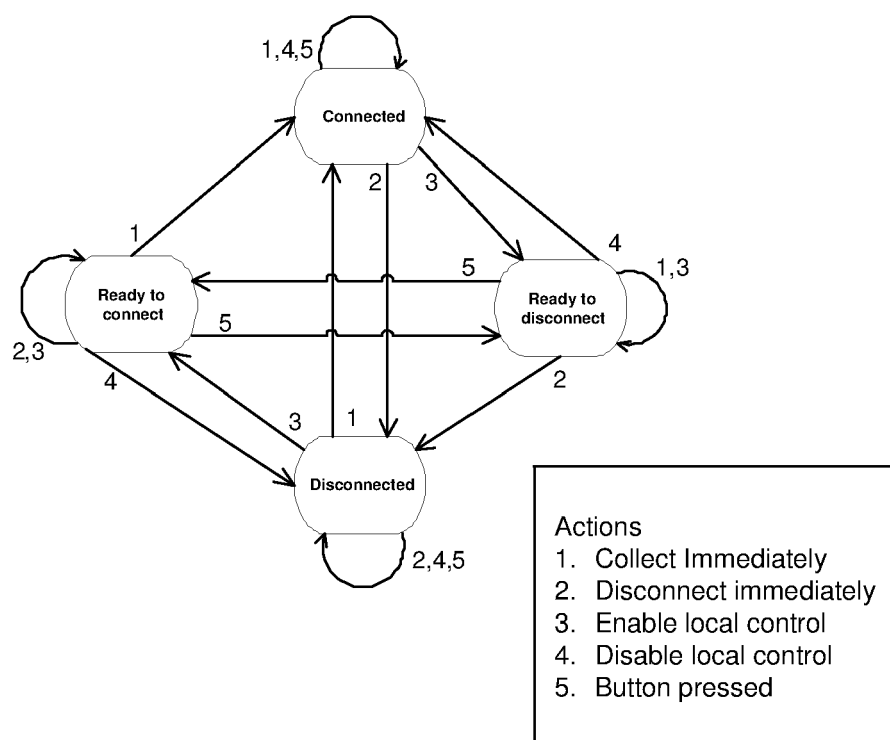 1,4,5
Connected
2
3
1
4
5
1,3
Ready to
connect
Ready to
disconnect
5
2,3
4
2
3
1
Disconnected
2,4,5
Actions
1. Collect Immediately
2. Disconnect immediately
3. Enable local control
4. Disable local control
5. Button pressed